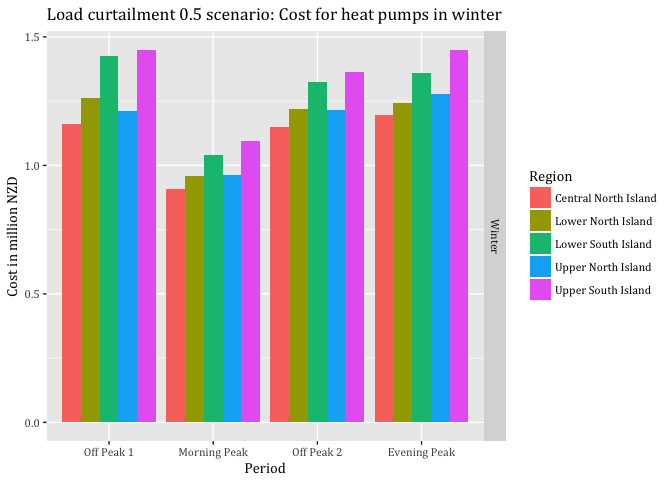 Load curtailment 0.5 scenario: Cost for heat pumps in winter
Cost in million NZD
1.5
1.0
0.5
0.0
Off Peak 1
Morning Peak
Off Peak 2
Evening Peak
Period
Winter
Region
Central North Island
Lower North Island
Lower South Island
Upper North Island
Upper South Island